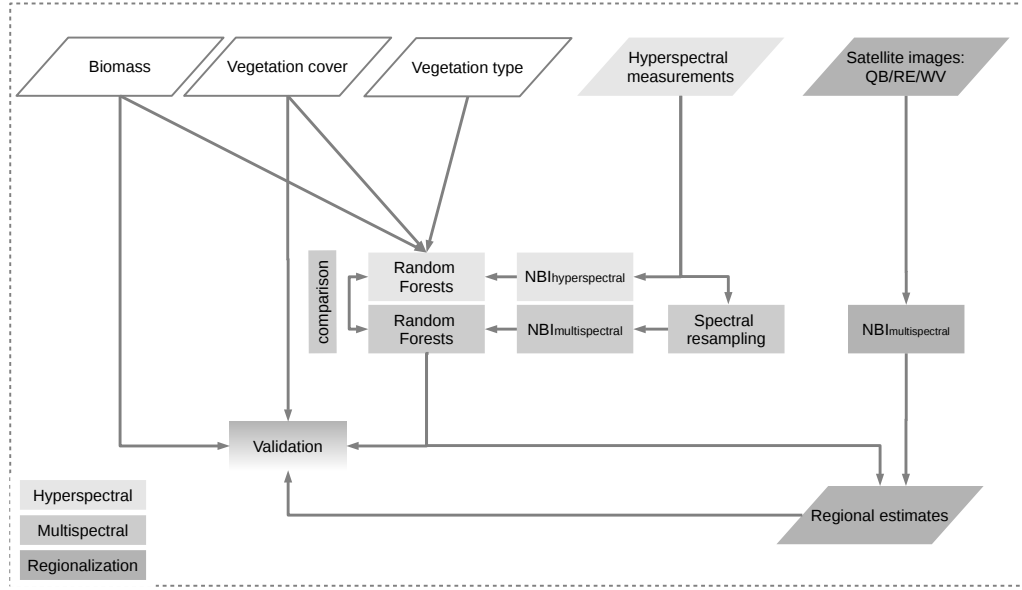 Biomass
Vegetation cover
Vegetation type
Hyperspectral
measurements
Satellite images:
QB/RE/WV
comparison
Random
Forests
NBIhyperspectral
Random
Forests
NBImultispectral
Spectral
resampling
NBImultispectral
Validation
Hyperspectral
Multispectral
Regionalization
Regional estimates